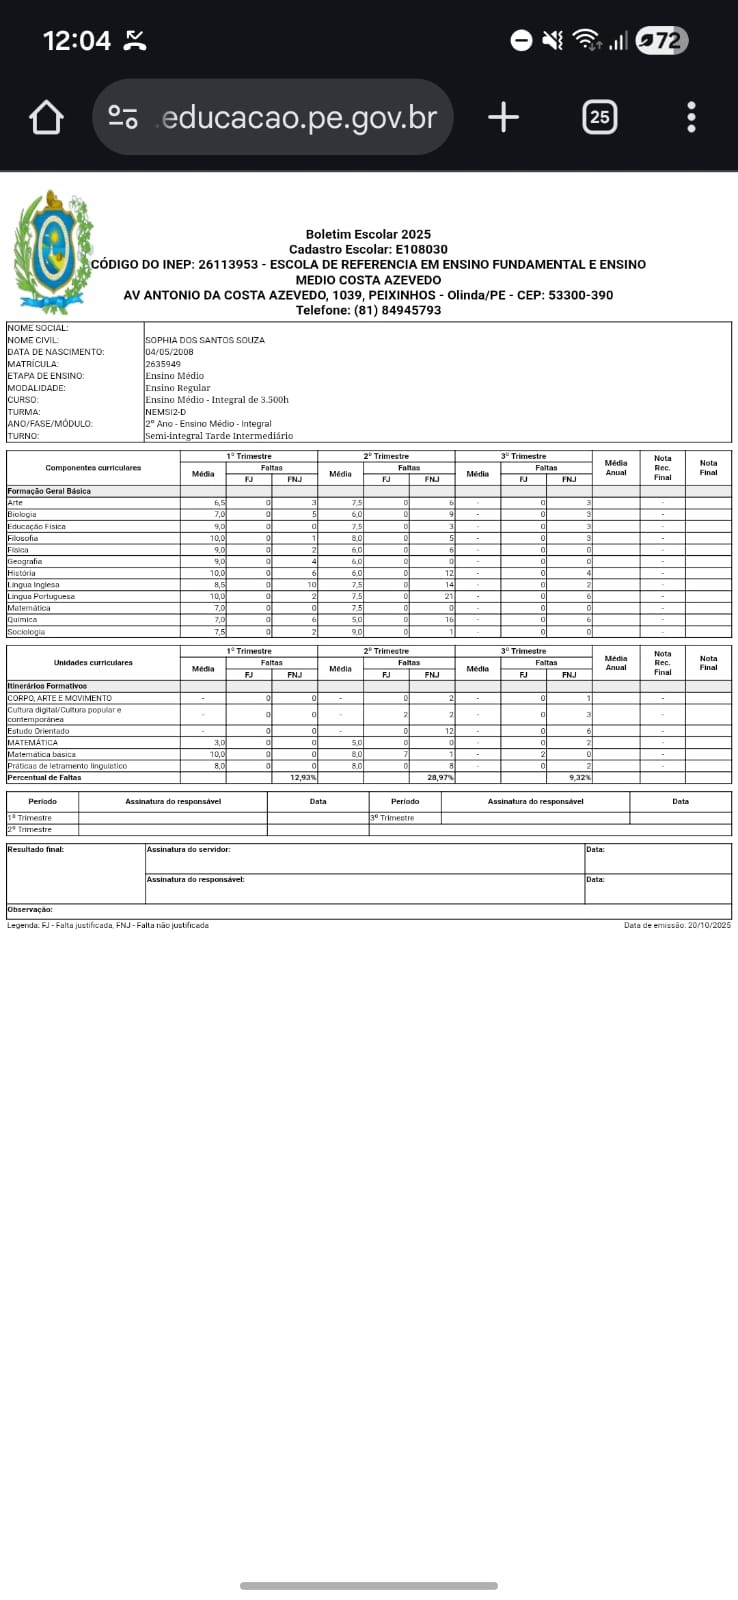 12:04
72
.educacao.pe.gov.br
25
Boletim Escolar 2025
Cadastro Escolar: E108030
CÓDIGO DO INEP: 26113953 - ESCOLA DE REFERENCIA EM ENSINO FUNDAMENTAL E ENSINO
MEDIO COSTA AZEVEDO
AV ANTONIO DA COSTA AZEVEDO, 1039, PEIXINHOS - Olinda/PE - CEP: 53300-390
Telefone: (81) 84945793
NOME SOCIAL:
NOME CIVIL: SOPHIA DOS SANTOS SOUZA
DATA DE NASCIMENTO: 04/05/2008
MATRÍCULA: 2635949
ETAPA DE ENSINO: Ensino Médio
MODALIDADE: Ensino Regular
CURSO: Ensino Médio - Integral de 3.500h
TURMA: NEMSI2-D
ANO/FASE/MÓDULO: 2º Ano - Ensino Médio - Integral
TURNO: Semi-integral Tarde Intermediário
Componentes curriculares 1º Trimestre 2º Trimestre 3º Trimestre Média Anual Nota Rec. Final Nota Final
Média Faltas Média Faltas Média Faltas
FJ FNJ FJ FNJ FJ FNJ
Formação Geral Básica
Arte 6,5 0 3 7,5 0 6 - 0 3 -
Biologia 7,0 0 5 6,0 0 9 - 0 3 -
Educação Física 9,0 0 0 7,5 0 3 - 0 3 -
Filosofia 10,0 0 1 8,0 0 5 - 0 3 -
Física 9,0 0 2 6,0 0 6 - 0 0 -
Geografia 9,0 0 4 6,0 0 0 - 0 0 -
História 10,0 0 6 6,0 0 12 - 0 4 -
Língua Inglesa 8,5 0 10 7,5 0 14 - 0 2 -
Língua Portuguesa 10,0 0 2 7,5 0 21 - 0 6 -
Matemática 7,0 0 0 7,5 0 0 - 0 0 -
Química 7,0 0 6 5,0 0 16 - 0 6 -
Sociologia 7,5 0 2 9,0 0 1 - 0 0 -
Unidades curriculares 1º Trimestre 2º Trimestre 3º Trimestre Média Anual Nota Rec. Final Nota Final
Média Faltas Média Faltas Média Faltas
FJ FNJ FJ FNJ FJ FNJ
Itinerários Formativos
CORPO, ARTE E MOVIMENTO - 0 0 - 0 2 - 0 1 -
Cultura digital/Cultura popular e
contemporânea - 0 0 - 2 2 - 0 3 -
Estudo Orientado - 0 0 - 0 12 - 0 6 -
MATEMÁTICA 3,0 0 0 5,0 0 0 - 0 2 -
Matemática básica 10,0 0 0 8,0 7 1 - 2 0 -
Práticas de letramento linguístico 8,0 0 0 8,0 0 8 - 0 2 -
Percentual de Faltas 12,93% 28,97% 9,32%
Período Assinatura do responsável Data Período Assinatura do responsável Data
1º Trimestre 3º Trimestre
2º Trimestre
Resultado final: Assinatura do servidor: Data:
Assinatura do responsável: Data:
Observação:
Legenda: FJ - Falta justificada, FNJ - Falta não justificada Data de emissão: 20/10/2025